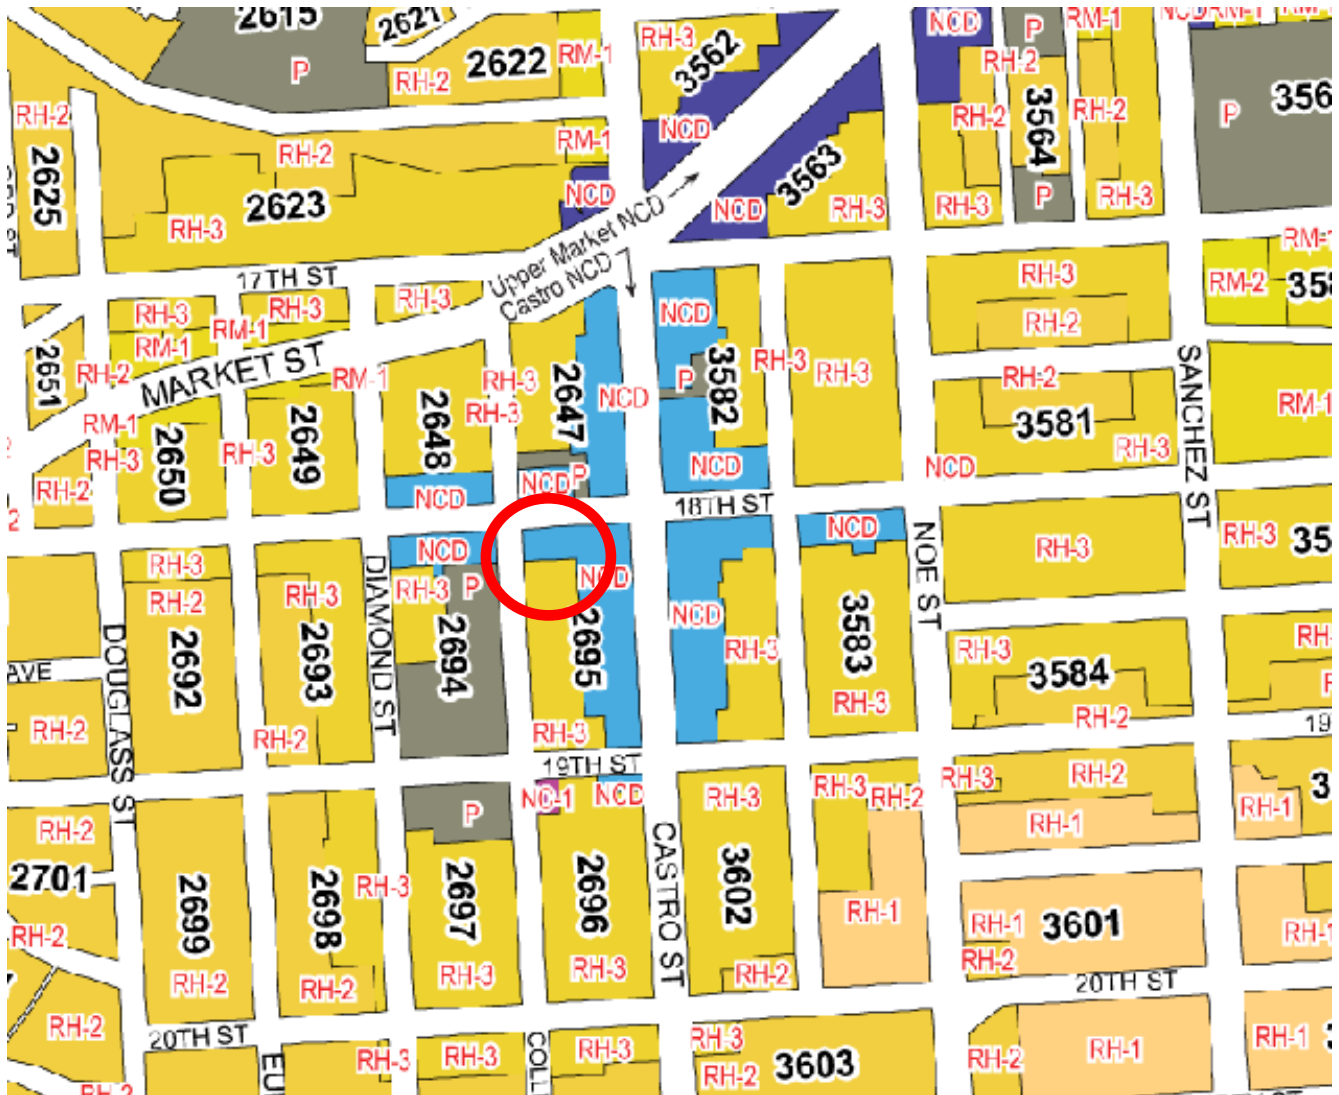 2615
2621
P
RH-2
2622
RM-1
RH-3
3562
NCD
NCD
P
RM-1
RH-2
3564
RH-2
RH-2
P
RH-3
RH-3
P
RH-2
2625
RH-2
RM-1
2623
RH-3
NCD
NCD
3563
RH-3
Upper Market NCD
Castro NCD
17TH ST
RH-3
RH-3
RH-3
RM-1
RM-1
MARKET ST
2651
RH-2
RM-1
RH-3
RH-2
2650
RH-3
2649
RM-1
2648
NCD
RH-3
RH-3
2647
NCD
NCD
P
NCD
P
3582
NCD
RH-3
RH-3
RH-3
RH-2
RH-2
3581
RH-3
NCD
SANCHEZ ST
RM-2
RM-1
18TH ST
NCD
RH-3
RH-3
NOE ST
RH-3
RH-2
2692
DOUGLASS ST
RH-3
2693
RH-2
DIAMOND ST
NCD
RH-3
P
2694
NCD
2695
RH-3
NCD
RH-3
3583
RH-3
RH-3
3584
RH-2
AVE
RH-2
19TH ST
NC-1
NCD
RH-3
RH-3
RH-2
RH-3
RH-2
RH-1
RH-1
RH-2
2701
RH-2
2699
RH-2
2698
RH-3
RH-2
P
2697
RH-3
2696
RH-3
CASTRO ST
3602
RH-2
RH-1
RH-1
3601
RH-2
20TH ST
RH-2
20TH ST
RH-3
RH-3
RH-3
RH-3
RH-2
3603
RH-2
RH-1
RH-1